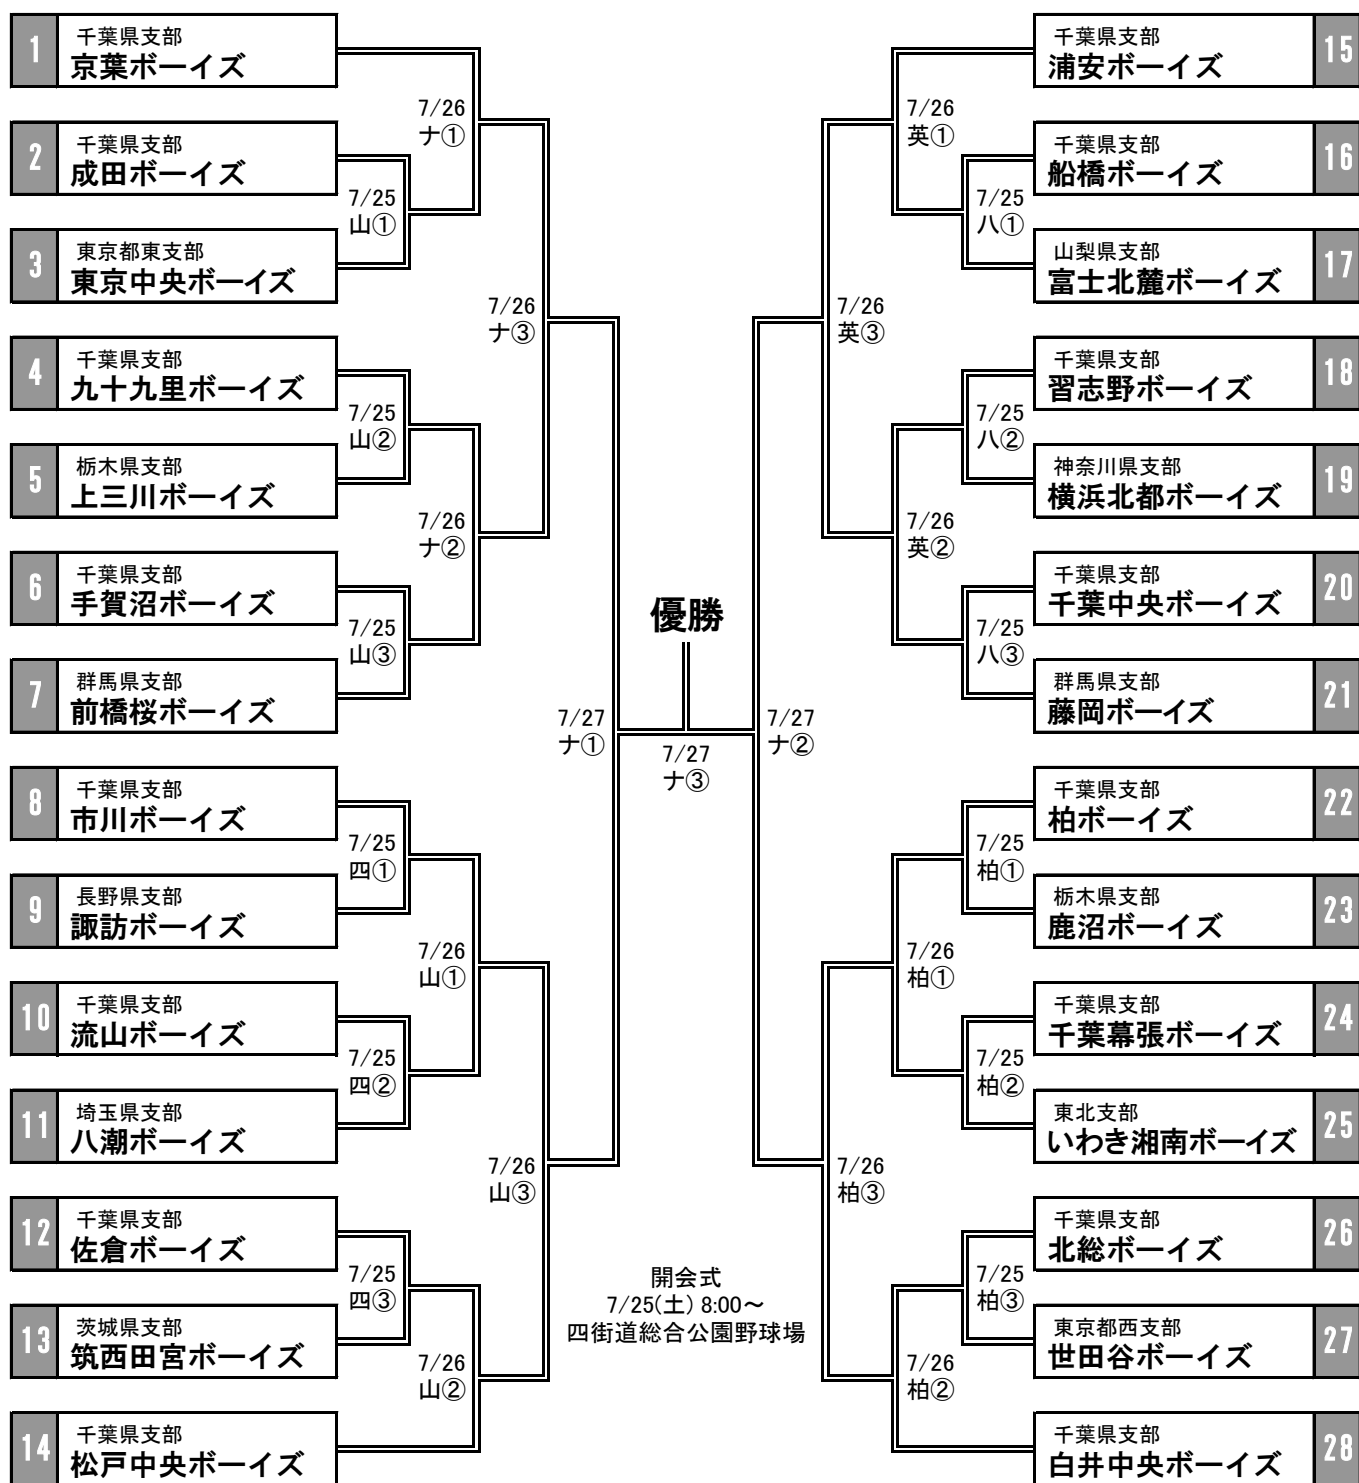 1
千葉県支部
京葉ボーイズ
2
千葉県支部
成田ボーイズ
3
東京都東支部
東京中央ボーイズ
4
千葉県支部
九十九里ボーイズ
5
栃木県支部
上三川ボーイズ
6
千葉県支部
手賀沼ボーイズ
7
群馬県支部
前橋桜ボーイズ
8
千葉県支部
市川ボーイズ
9
長野県支部
諏訪ボーイズ
10
千葉県支部
流山ボーイズ
11
埼玉県支部
八潮ボーイズ
12
千葉県支部
佐倉ボーイズ
13
茨城県支部
筑西田宮ボーイズ
14
千葉県支部
松戸中央ボーイズ
7/25
山①
7/25
山②
7/25
山③
7/25
四①
7/25
四②
7/25
四③
7/26
ナ①
7/26
ナ②
7/26
山①
7/26
山②
7/26
ナ③
7/26
山③
7/27
ナ①
優勝
7/27
ナ③
開会式
7/25(土) 8:00～
四街道総合公園野球場
7/27
ナ②
7/26
英③
7/26
柏③
7/26
英①
7/26
英②
7/26
柏①
7/26
柏②
7/25
八①
7/25
八②
7/25
八③
7/25
柏①
7/25
柏②
7/25
柏③
千葉県支部
浦安ボーイズ
15
千葉県支部
船橋ボーイズ
16
山梨県支部
富士北麓ボーイズ
17
千葉県支部
習志野ボーイズ
18
神奈川県支部
横浜北都ボーイズ
19
千葉県支部
千葉中央ボーイズ
20
群馬県支部
藤岡ボーイズ
21
千葉県支部
柏ボーイズ
22
栃木県支部
鹿沼ボーイズ
23
千葉県支部
千葉幕張ボーイズ
24
東北支部
いわき湘南ボーイズ
25
千葉県支部
北総ボーイズ
26
東京都西支部
世田谷ボーイズ
27
千葉県支部
白井中央ボーイズ
28